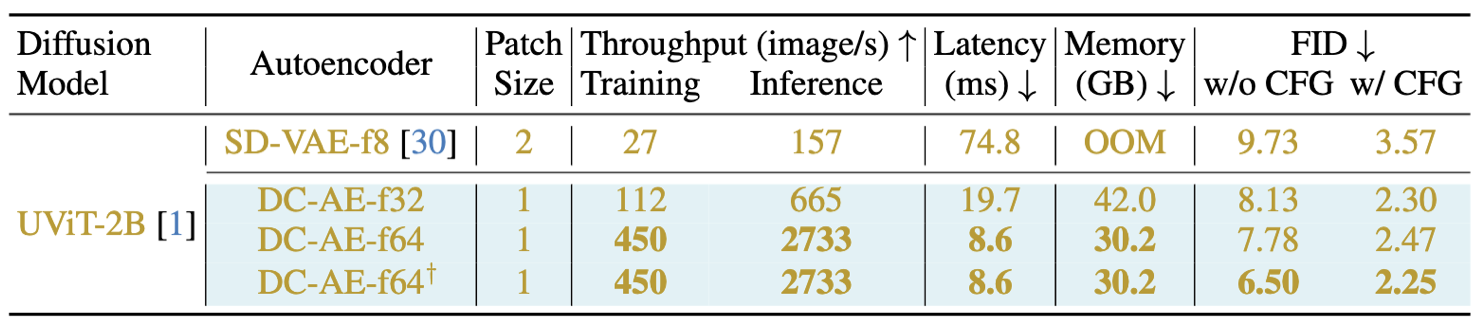 Diffusion Model Autoencoder Patch Size Throughput (image/s) ↑ Training Inference Latency (ms) ↓ Memory (GB) ↓ FID ↓ w/o CFG w/ CFG
UViT-2B [1]
SD-VAE-f8 [30] 2 27 157 74.8 OOM 9.73 3.57
DC-AE-f32 1 112 665 19.7 42.0 8.13 2.30
DC-AE-f64 1 450 2733 8.6 30.2 7.78 2.47
DC-AE-f64† 1 450 2733 8.6 30.2 6.50 2.25